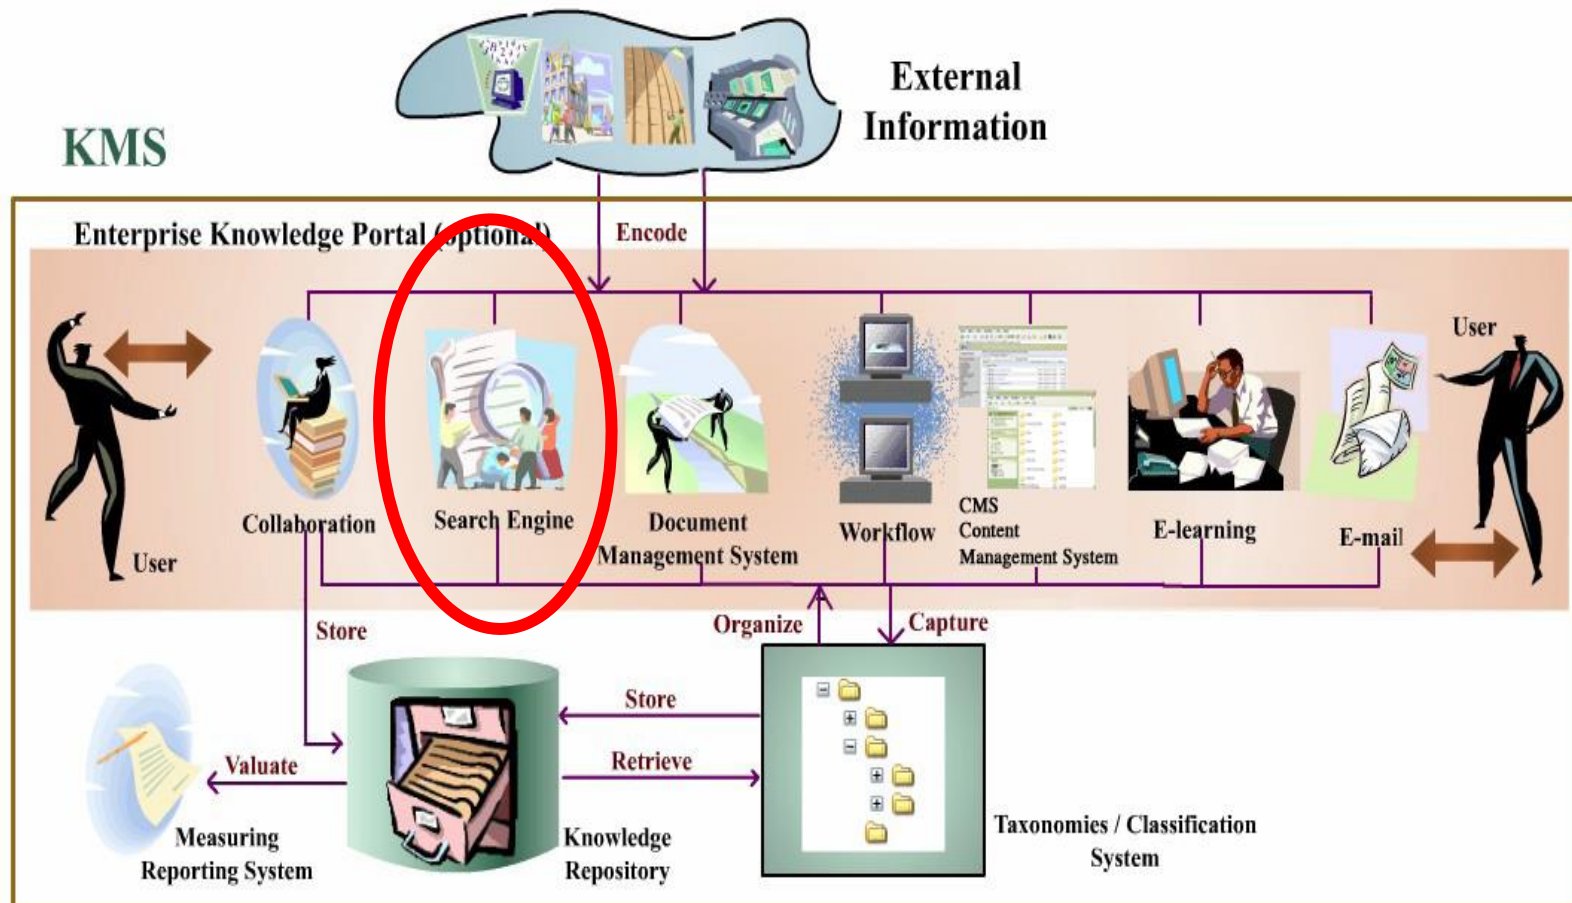 External
Information
KMS
Enterprise Knowledge Portal (optional)
Encode
User
User
Collaboration
Search Engine
Document
Management System
Workflow
CMS
Content
Management System
E-learning
E-mail
Store
Organize
Capture
Store
Retrieve
Valuate
Measuring
Reporting System
Knowledge
Repository
Taxonomies / Classification
System